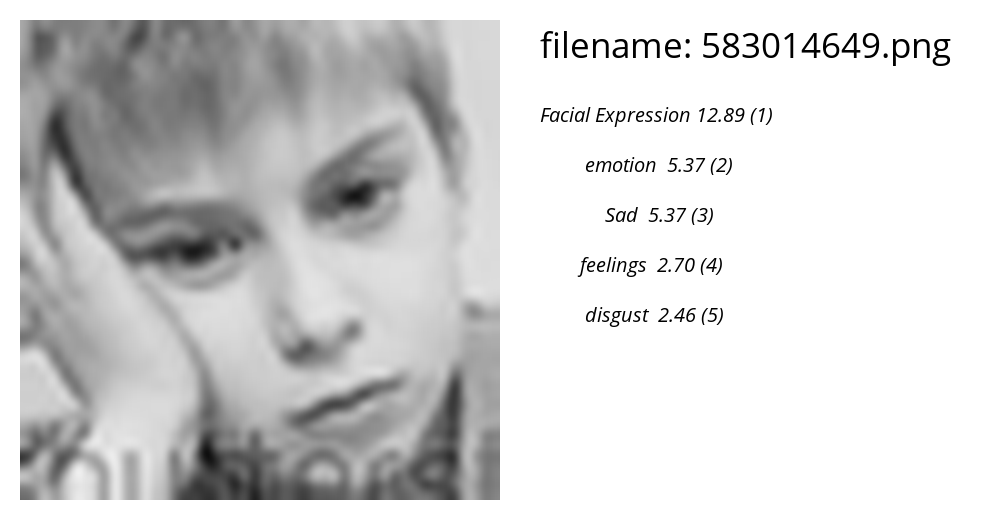 filename: 583014649.png
Facial Expression 12.89 (1)
emotion 5.37 (2)
Sad 5.37 (3)
feelings 2.70 (4)
disgust 2.46 (5)